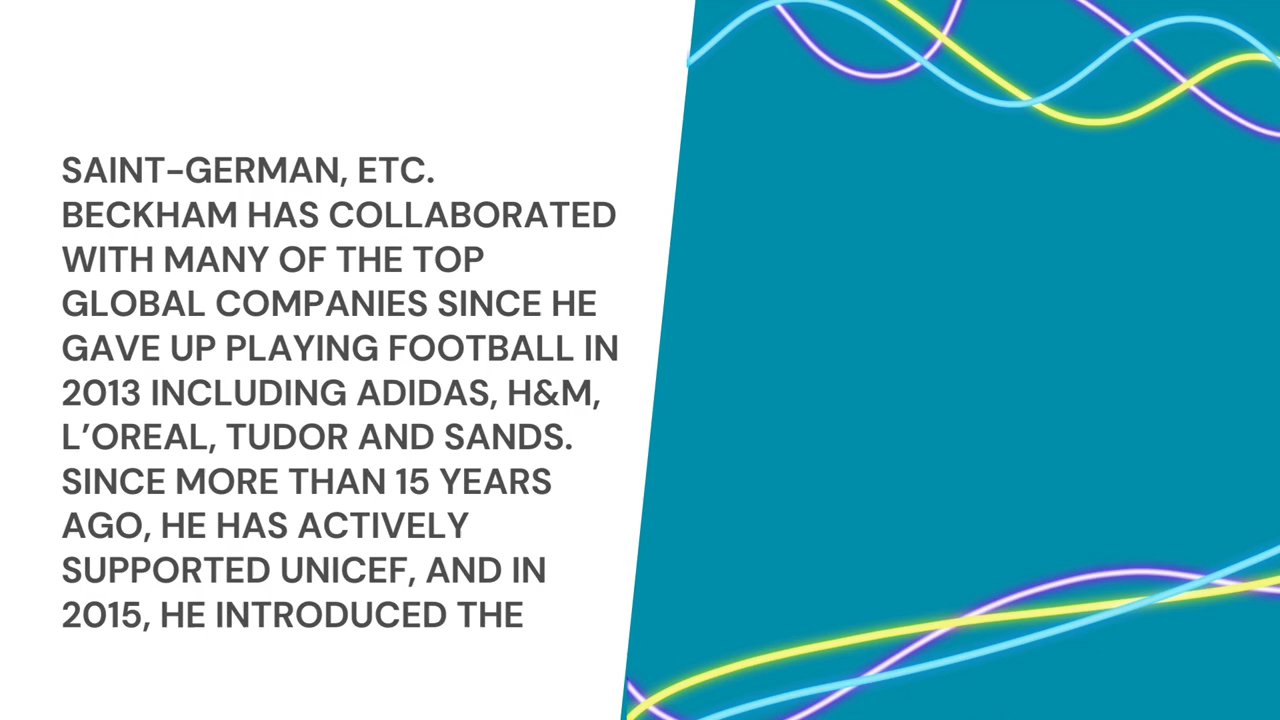 SAINT-GERMAN, ETC.
BECKHAM HAS COLLABORATED
WITH MANY OF THE TOP
GLOBAL COMPANIES SINCE HE
GAVE UP PLAYING FOOTBALL IN
2013 INCLUDING ADIDAS, H&M,
L’OREAL, TUDOR AND SANDS.
SINCE MORE THAN 15 YEARS
AGO, HE HAS ACTIVELY
SUPPORTED UNICEF, AND IN
2015, HE INTRODUCED THE